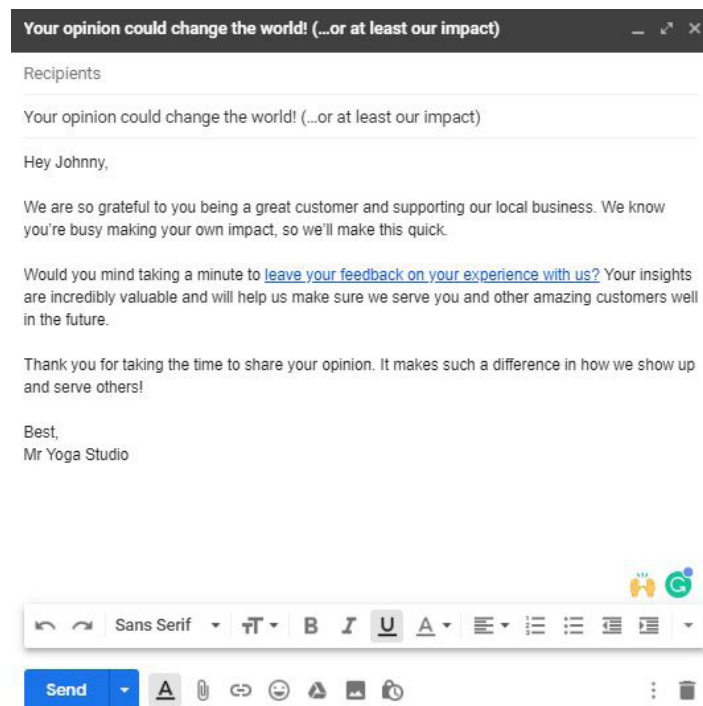 Your opinion could change the world! (...or at least our impact)
Recipients
Your opinion could change the world! (...or at least our impact)
Hey Johnny,
We are so grateful to you being a great customer and supporting our local business. We know
you're busy making your own impact, so we'll make this quick.
Would you mind taking a minute to leave your feedback on your experience with us? Your insights
are incredibly valuable and will help us make sure we serve you and other amazing customers well
in the future.
Thank you for taking the time to share your opinion. It makes such a difference in how we show up
and serve others!
Best,
Mr Yoga Studio
Sans Serif
B I U A
Send A